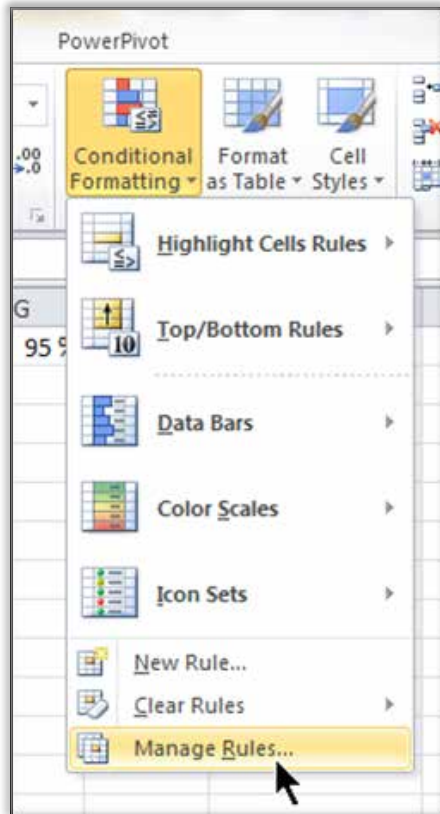 PowerPivot
.00
.0
Conditional Formatting
Format as Table
Cell Styles
Highlight Cells Rules
10
Top/Bottom Rules
G
95 %
Data Bars
Color Scales
Icon Sets
New Rule...
Clear Rules
Manage Rules...